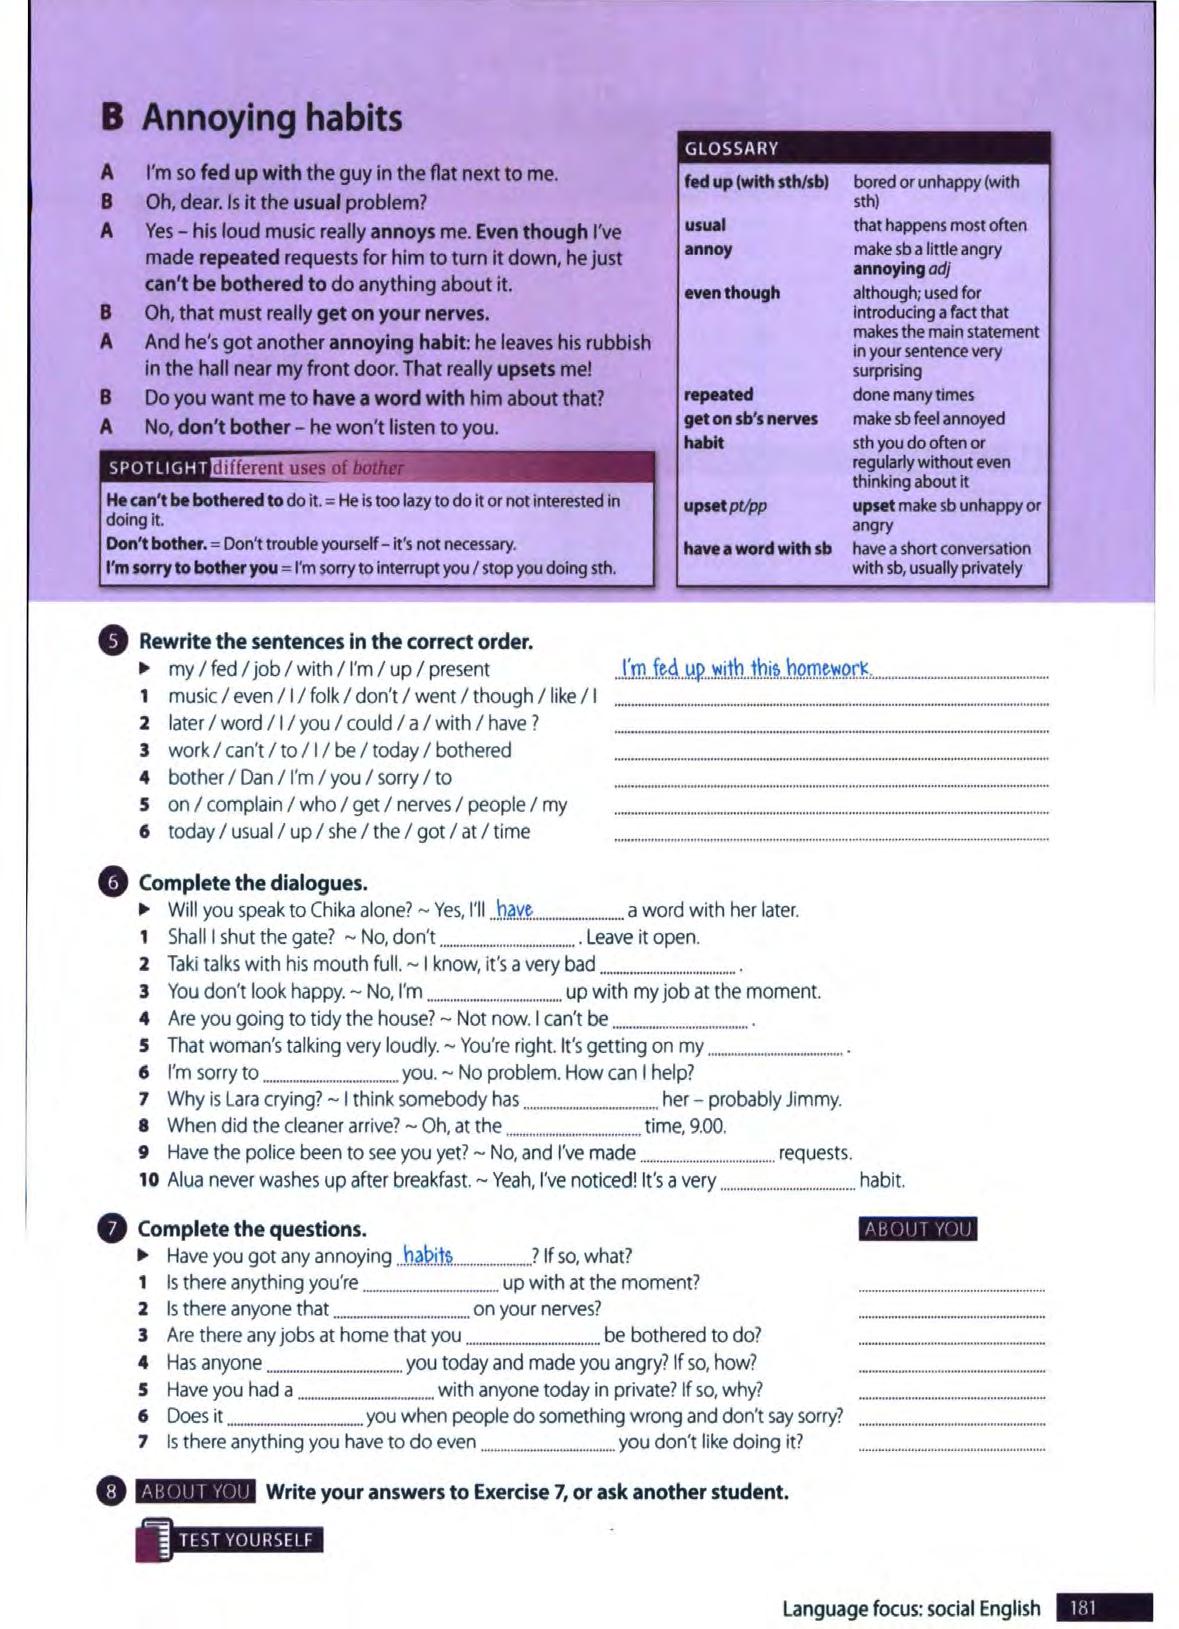 B Annoying habits
A I'm so fed up with the guy in the flat next to me.
B Oh, dear. Is it the usual problem?
A Yes – his loud music really annoys me. Even though I've
made repeated requests for him to turn it down, he just
can't be bothered to do anything about it.
B Oh, that must really get on your nerves.
A And he's got another annoying habit: he leaves his rubbish
in the hall near my front door. That really upsets me!
B Do you want me to have a word with him about that?
A No, don't bother – he won't listen to you.
SPOTLIGHT different uses of bother
He can't be bothered to do it. = He is too lazy to do it or not interested in
doing it.
Don't bother. = Don't trouble yourself – it's not necessary.
I'm sorry to bother you = I'm sorry to interrupt you / stop you doing sth.
GLOSSARY
fed up (with sth/sb) bored or unhappy (with
sth)
usual that happens most often
annoy make sb a little angry
annoying adj
even though although; used for
introducing a fact that
makes the main statement
in your sentence very
surprising
repeated done many times
get on sb's nerves make sb feel annoyed
habit sth you do often or
regularly without even
thinking about it
upset pt/pp upset make sb unhappy or
angry
have a word with sb have a short conversation
with sb, usually privately
5 Rewrite the sentences in the correct order.
► my / fed / job / with / I'm / up / present I'm fed up with this homework.
1 music / even / I / folk / don't / went / though / like / I
2 later / word / I / you / could / a / with / have ?
3 work / can't / to / I / be / today / bothered
4 bother / Dan / I'm / you / sorry / to
5 on / complain / who / get / nerves / people / my
6 today / usual / up / she / the / got / at / time
6 Complete the dialogues.
► Will you speak to Chika alone? ~ Yes, I'll have a word with her later.
1 Shall I shut the gate? ~ No, don't . Leave it open.
2 Taki talks with his mouth full. ~ I know, it's a very bad .
3 You don't look happy. ~ No, I'm up with my job at the moment.
4 Are you going to tidy the house? ~ Not now. I can't be .
5 That woman's talking very loudly. ~ You're right. It's getting on my .
6 I'm sorry to you. ~ No problem. How can I help?
7 Why is Lara crying? ~ I think somebody has her – probably Jimmy.
8 When did the cleaner arrive? ~ Oh, at the time, 9.00.
9 Have the police been to see you yet? ~ No, and I've made requests.
10 Alua never washes up after breakfast. ~ Yeah, I've noticed! It's a very habit.
7 Complete the questions. ABOUT YOU
► Have you got any annoying habits ? If so, what?
1 Is there anything you're up with at the moment?
2 Is there anyone that on your nerves?
3 Are there any jobs at home that you be bothered to do?
4 Has anyone you today and made you angry? If so, how?
5 Have you had a with anyone today in private? If so, why?
6 Does it you when people do something wrong and don't say sorry?
7 Is there anything you have to do even you don't like doing it?
8 ABOUT YOU Write your answers to Exercise 7, or ask another student.
TEST YOURSELF
Language focus: social English 181